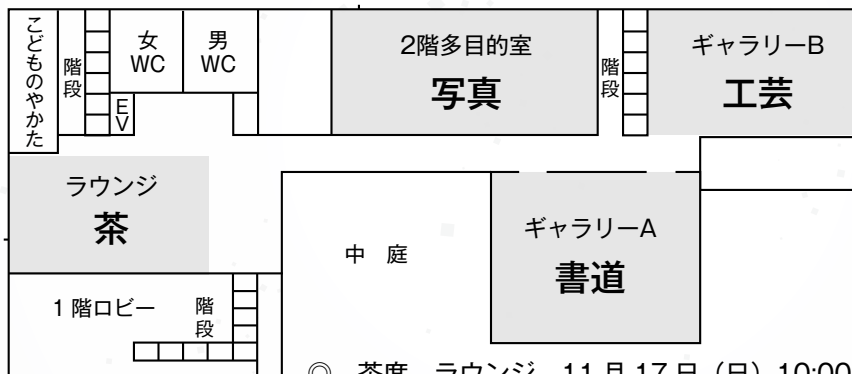 こどものやかた
階段
女
WC
男
WC
EV
2階多目的室
写真
階段
ギャラリーB
工芸
ラウンジ
茶
中 庭
ギャラリーA
書道
1階ロビー
階段
◎ 茶席 ラウンジ 11月17日（日）10:00